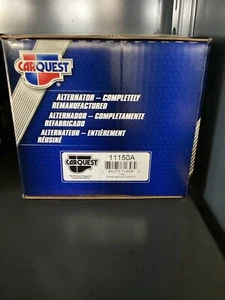 CARQUEST
ALTERNATOR – COMPLETELY
REMANUFACTURED
ALTERNADOR – COMPLETAMENTE
REFABRICADO
ALTERNATEUR – ENTIÈREMENT
RÉUSINÉ
CARQUEST
11150A